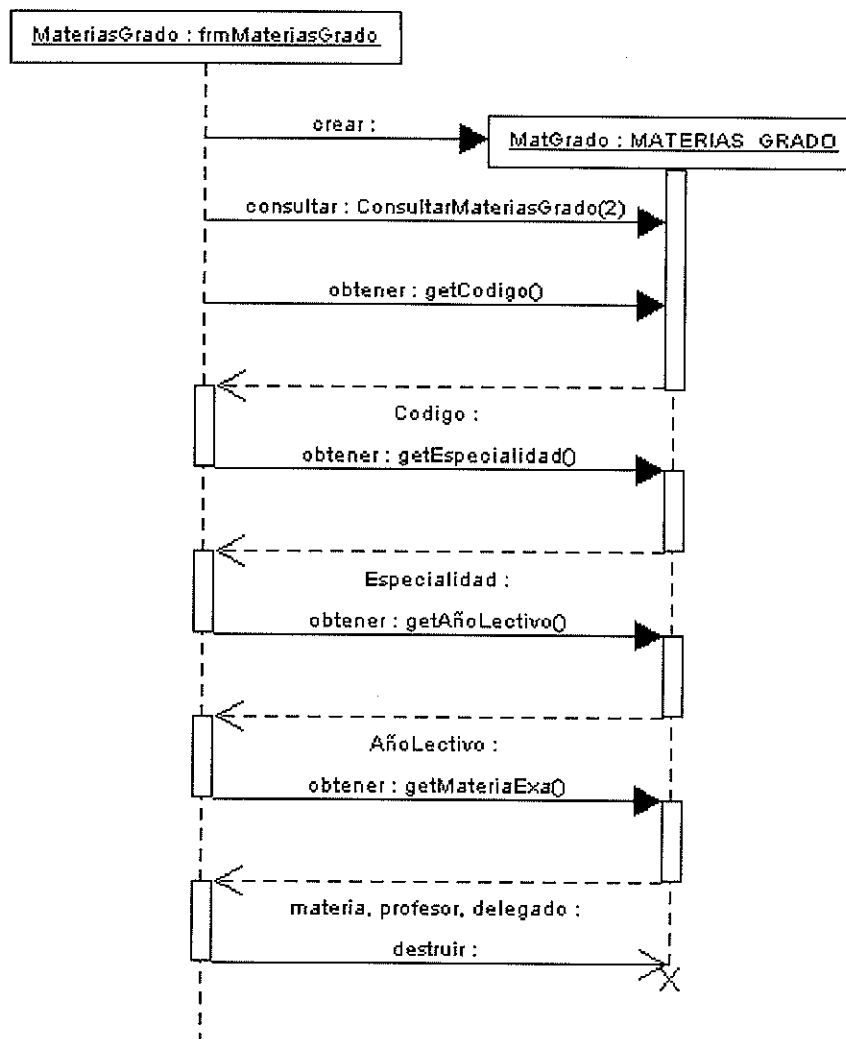 MateriasGrado : frmMateriasGrado
crear :
MatGrado : MATERIAS_GRADO
consultar : ConsultarMateriasGrado(2)
obtener : getCodigo()
Codigo :
obtener : getEspecialidad()
Especialidad :
obtener : getAñoLectivo()
AñoLectivo :
obtener : getMateriaExa()
materia, profesor, delegado :
destruir :